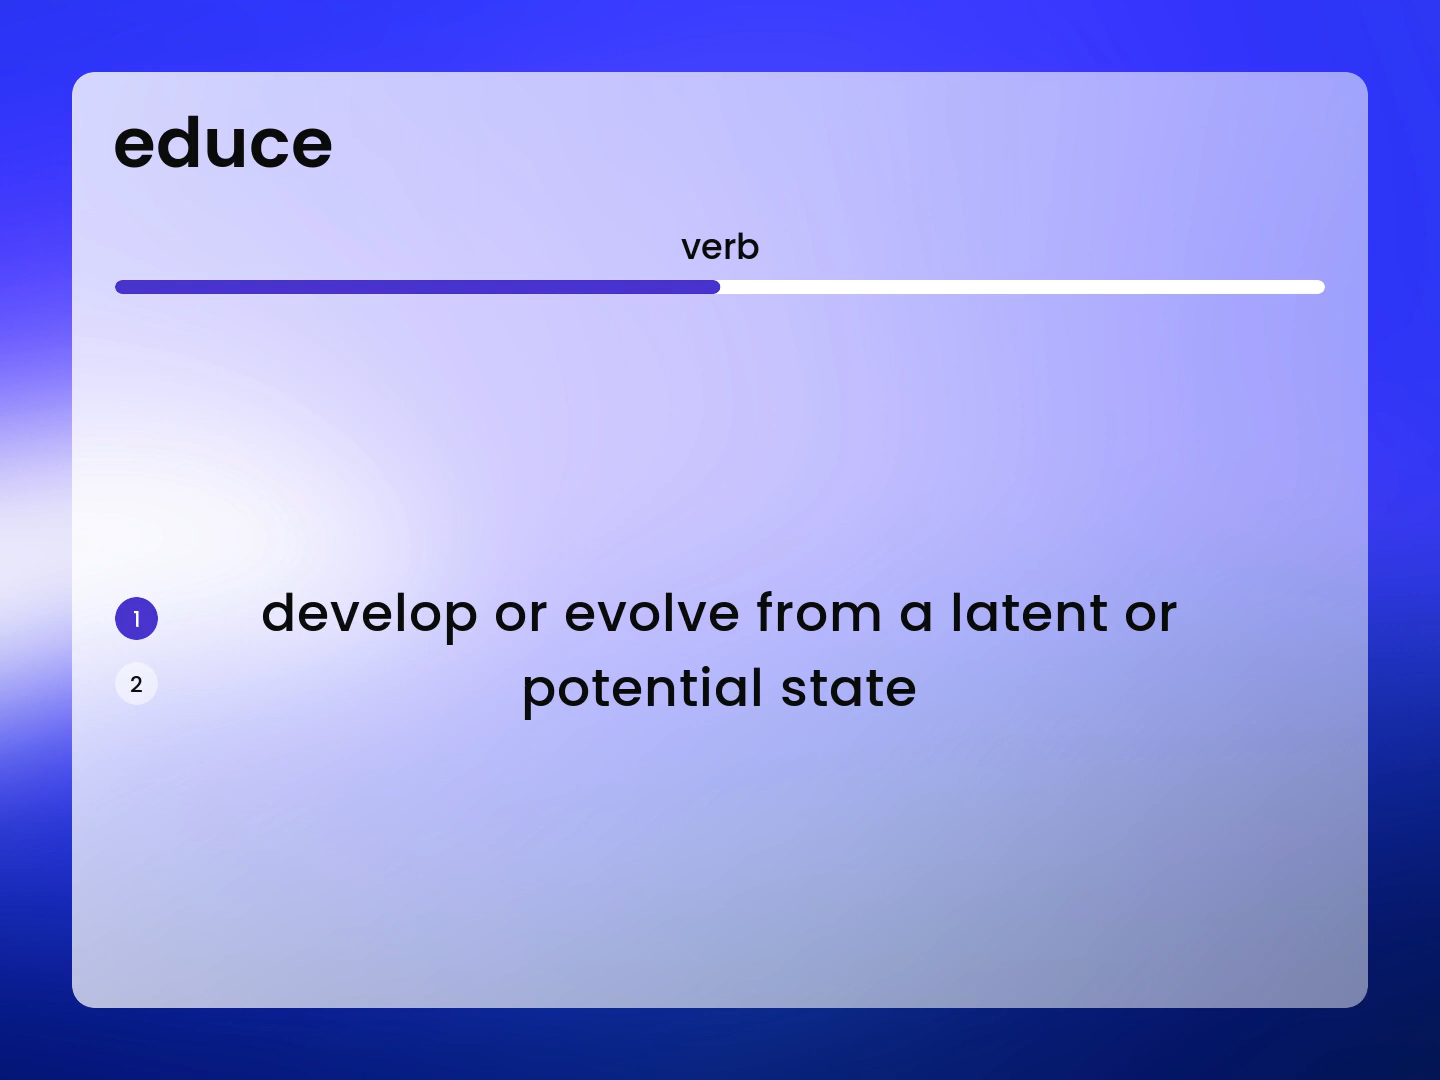 educe
verb
1
develop or evolve from a latent or
2
potential state